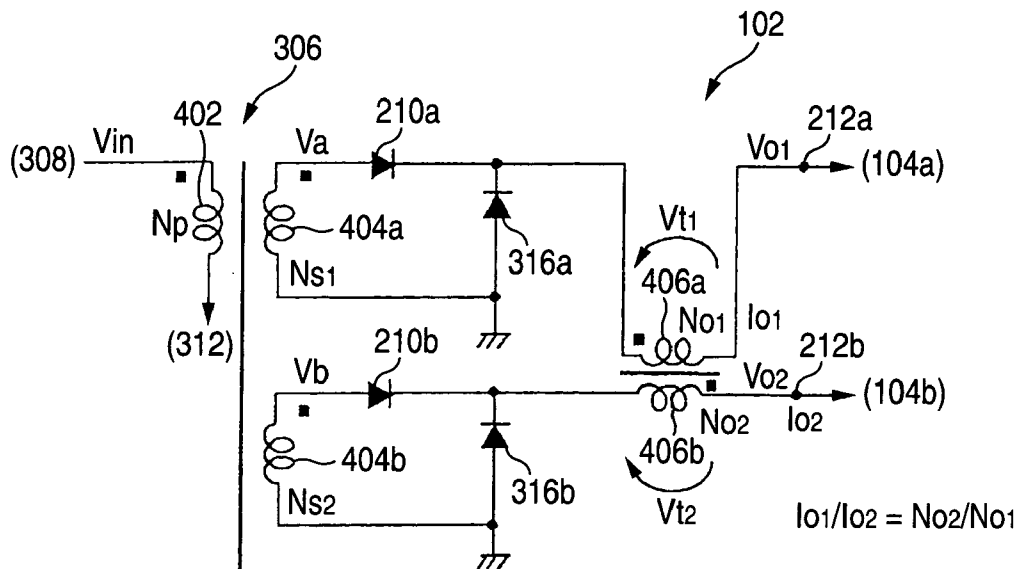 102
306
402
Vin
(308)
Np
(312)
210a
Va
404a
Ns1
316a
Vo1
212a
(104a)
Vt1
406a
No1
Io1
210b
Vb
404b
Ns2
316b
Vo2
212b
(104b)
No2
Io2
406b
Vt2
Io1/Io2 = No2/No1